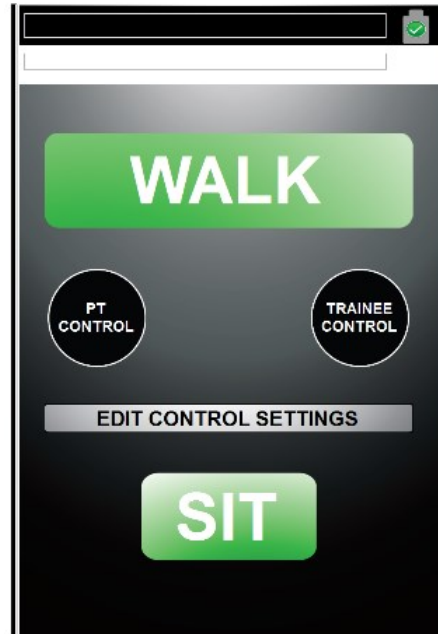 WALK
PT
CONTROL
TRAINEE
CONTROL
EDIT CONTROL SETTINGS
SIT